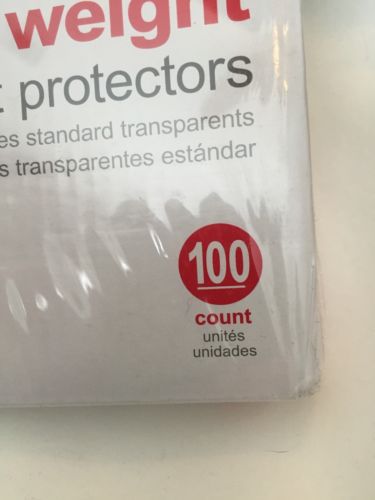 weight
t protectors
es standard transparents
s transparentes estándar
100
count
unités
unidades